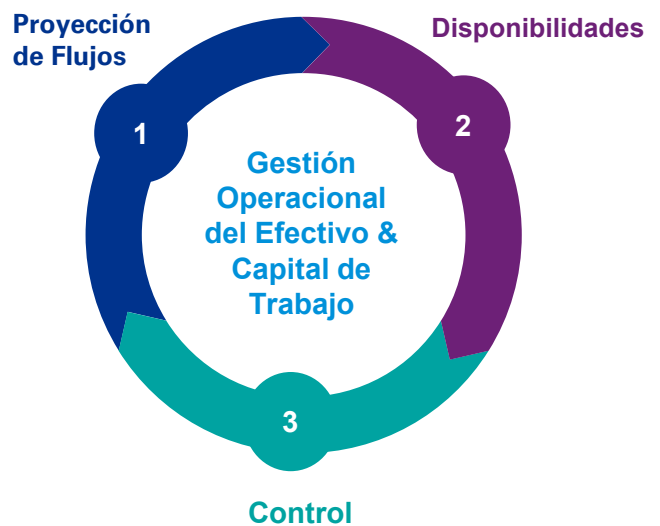 Proyección
de Flujos
1
Disponibilidades
2
Gestión
Operacional
del Efectivo &
Capital de
Trabajo
3
Control